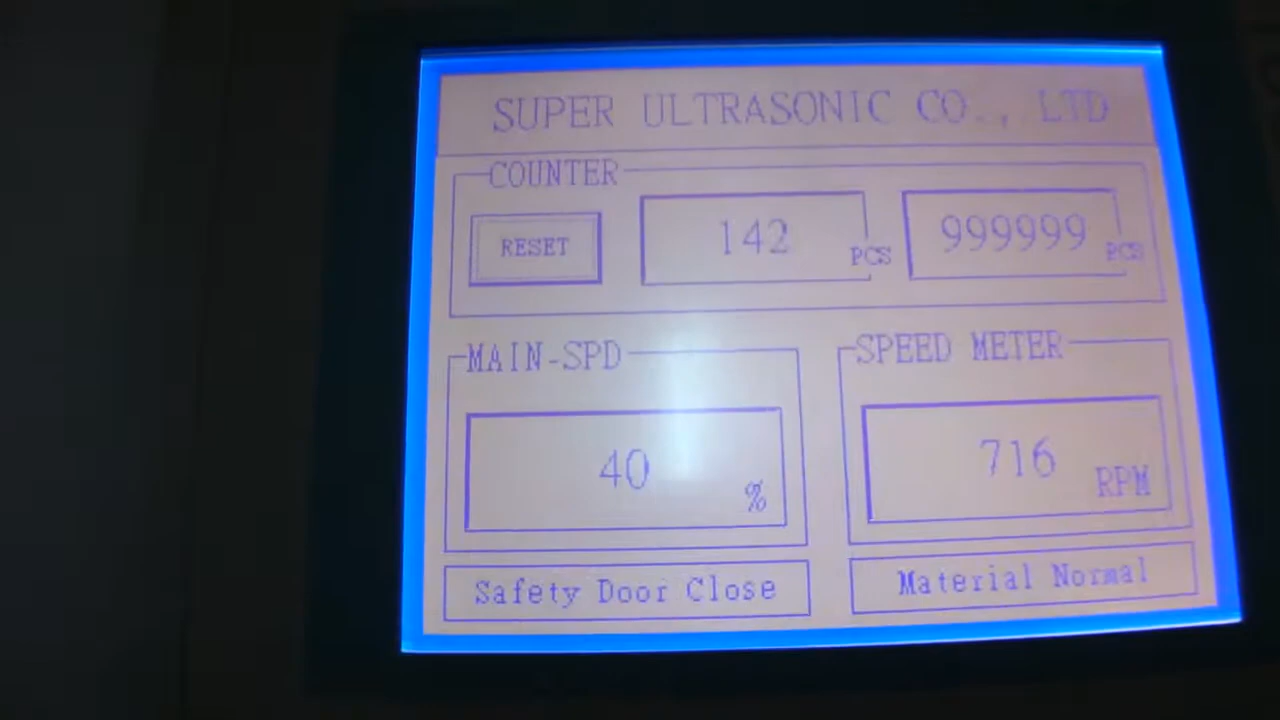 SUPER ULTRASONIC CO., LTD
COUNTER
RESET
142 PCS
999999 PCS
MAIN-SPD
40 %
SPEED METER
716 RPM
Safety Door Close
Material Normal